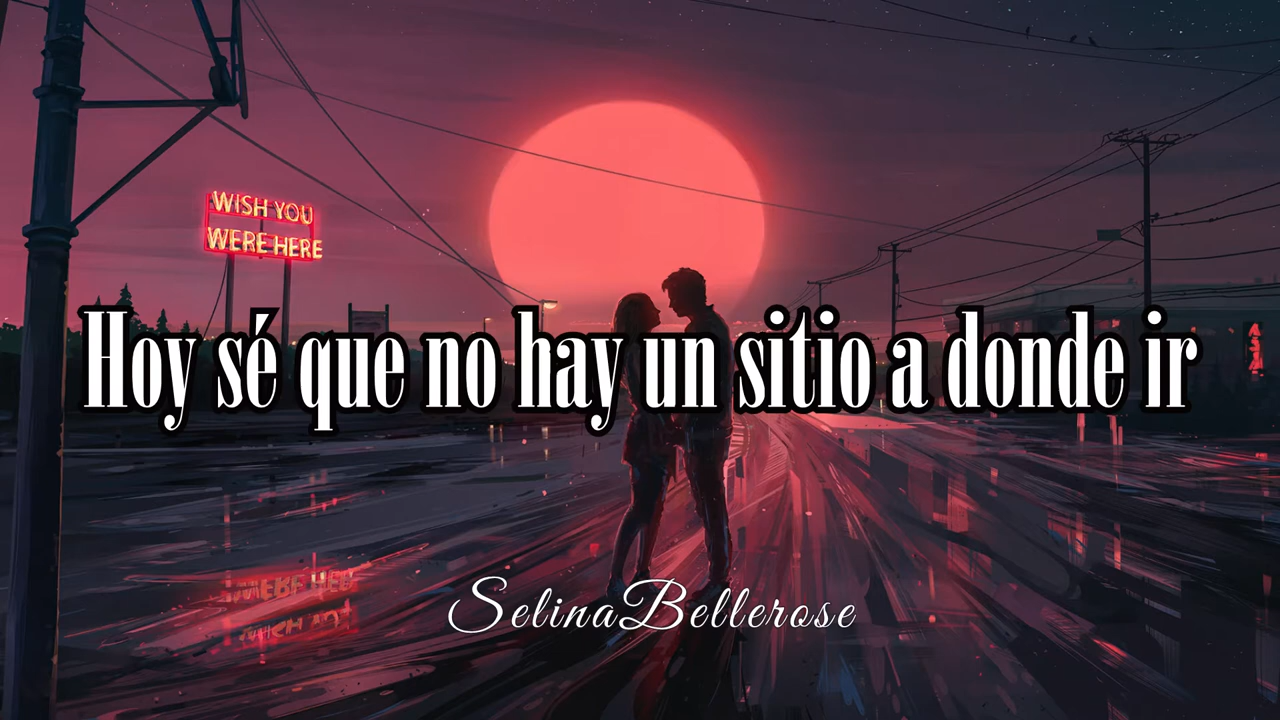 WISH YOU
WERE HERE
Hoy sé que no hay un sitio a donde ir
SelinaBellerose